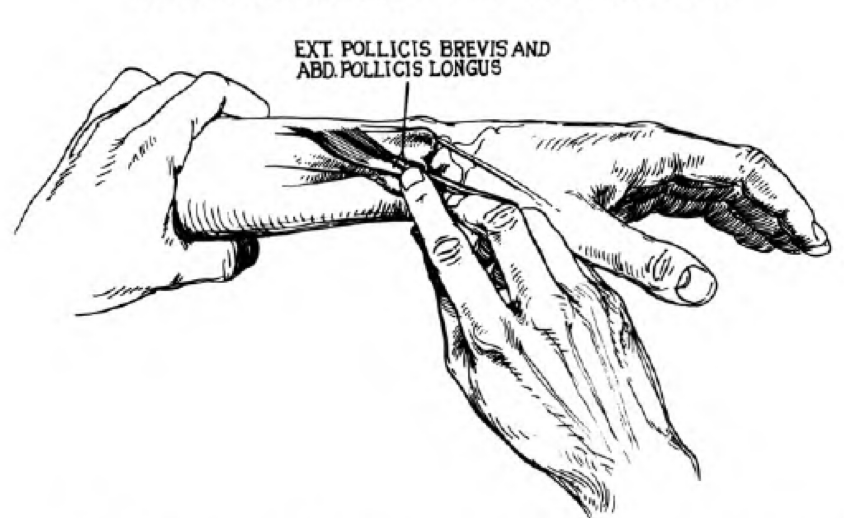 EXT. POLLICIS BREVIS AND
ABD. POLLICIS LONGUS